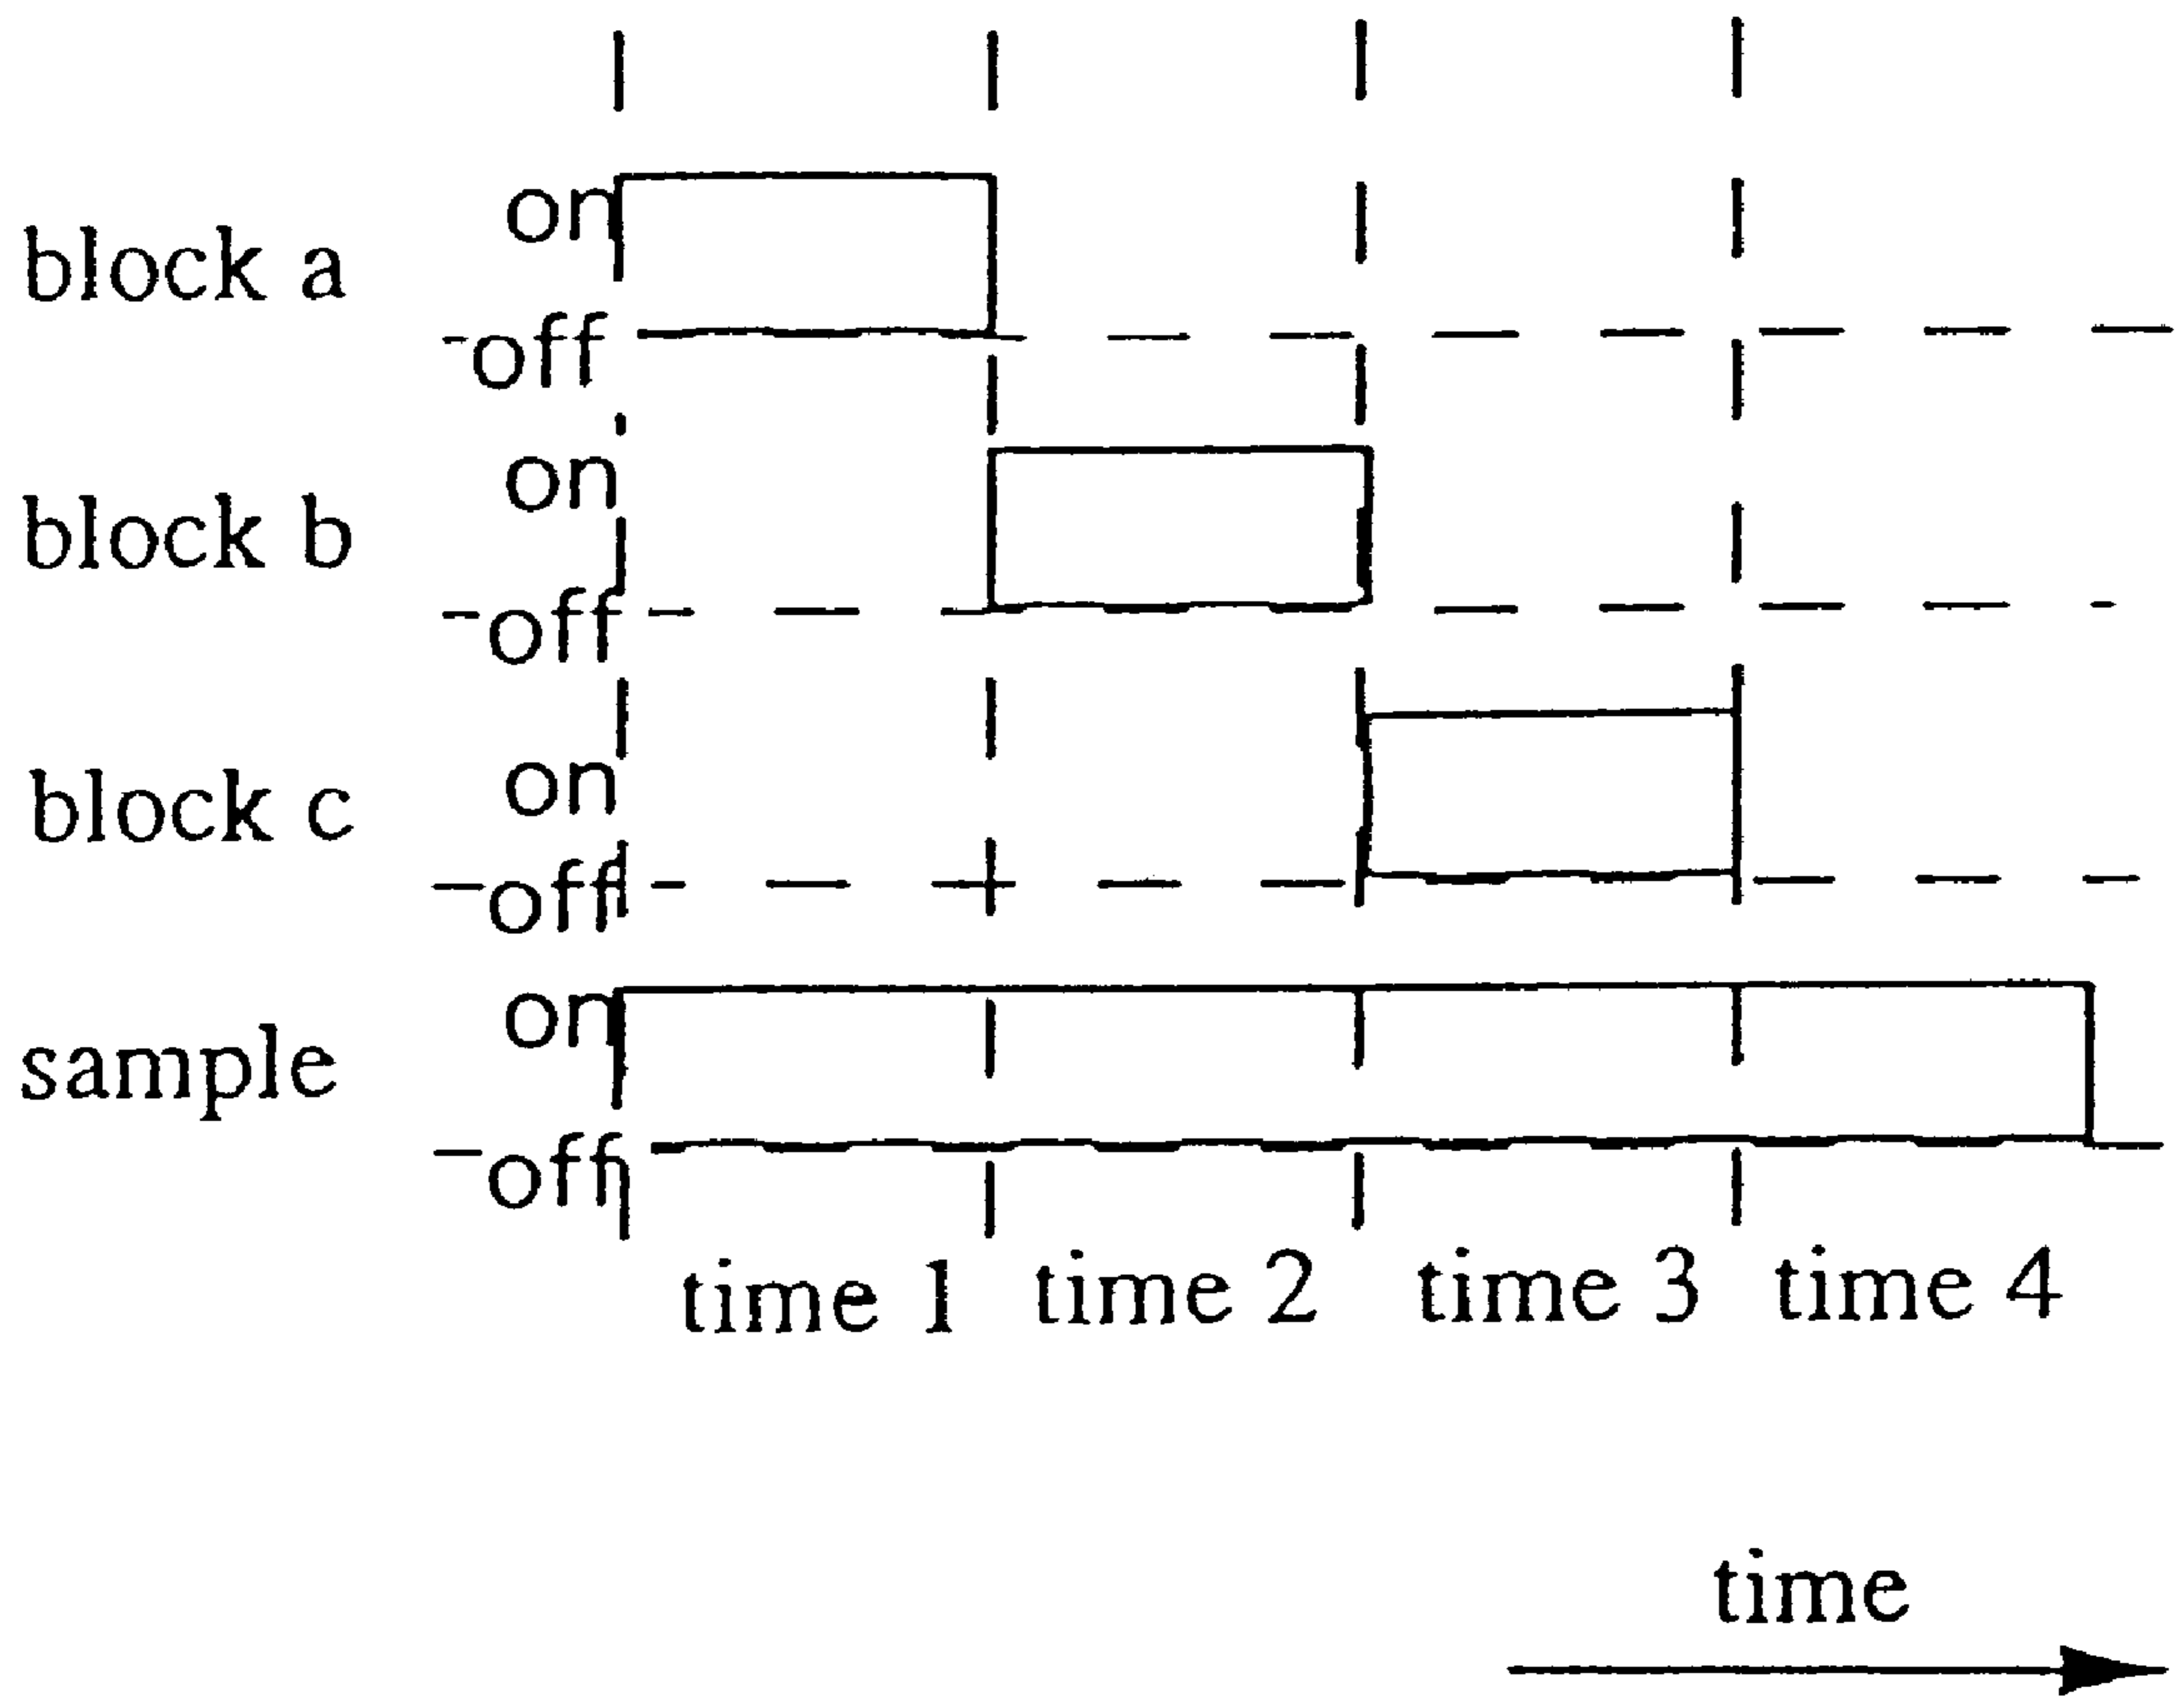 on
block a
off
on
block b
off
on
block c
off
on
sample
off
time 1 time 2 time 3 time 4
time